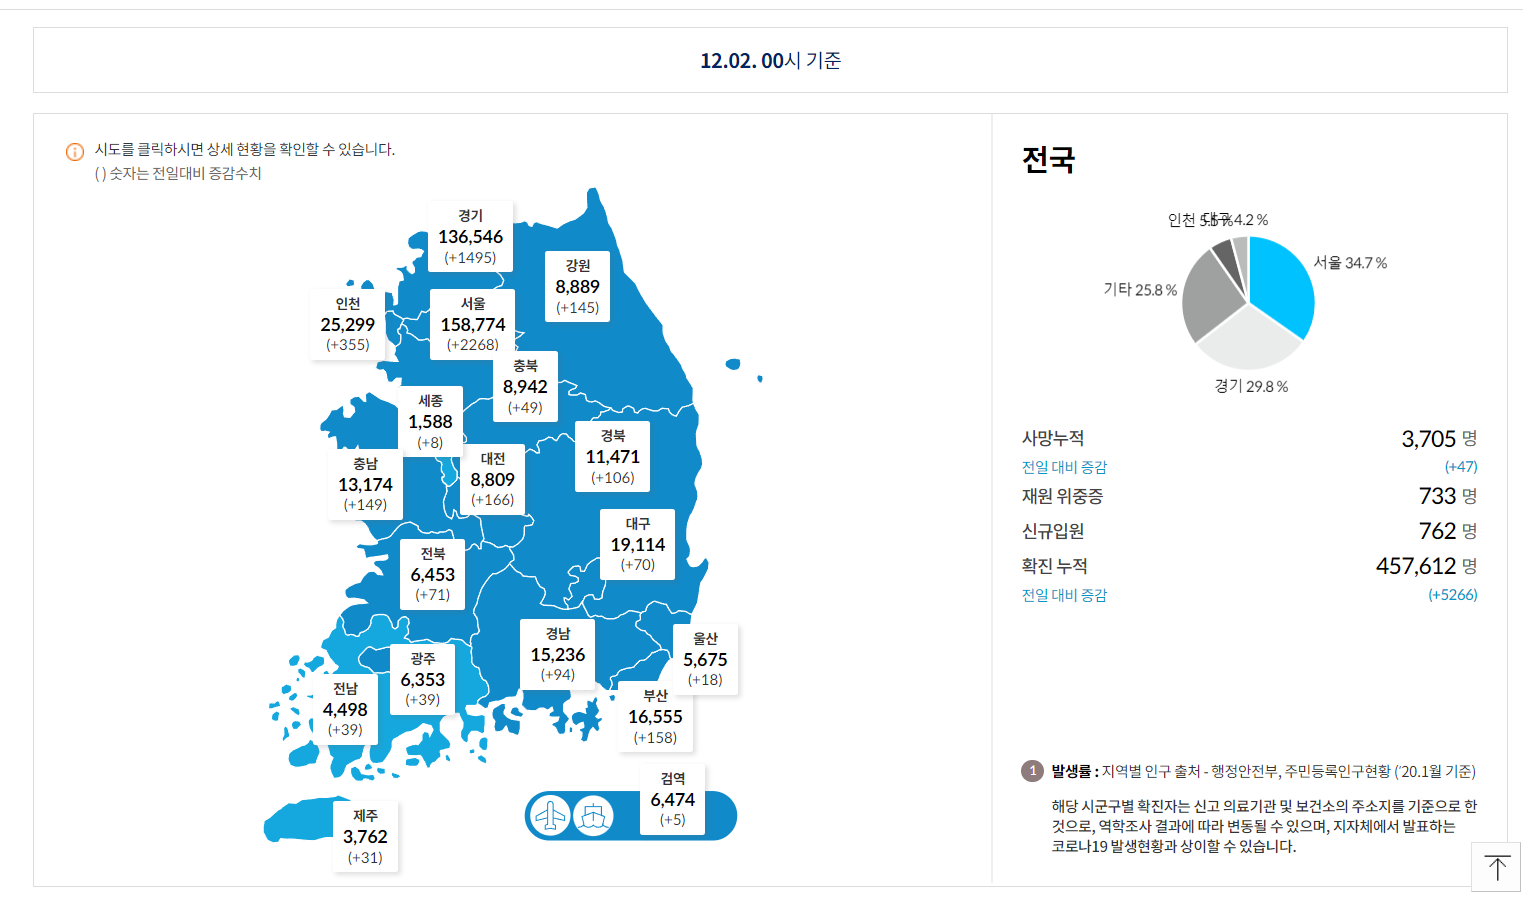 12.02. 00시 기준
시도를 클릭하시면 상세 현황을 확인할 수 있습니다.
( ) 숫자는 전일대비 증감수치
경기
136,546
(+1495)
강원
8,889
(+145)
인천
25,299
(+355)
서울
158,774
(+2268)
충북
8,942
(+49)
세종
1,588
(+8)
경북
11,471
(+106)
대전
8,809
(+166)
충남
13,174
(+149)
대구
19,114
(+70)
전북
6,453
(+71)
경남
15,236
(+94)
울산
5,675
(+18)
광주
6,353
(+39)
전남
4,498
(+39)
부산
16,555
(+158)
검역
6,474
(+5)
제주
3,762
(+31)
전국
인천 5.5 %
대구 4.2 %
서울 34.7 %
기타 25.8 %
경기 29.8 %
사망누적 3,705 명
전일 대비 증감 (+47)
재원 위중증 733 명
신규입원 762 명
확진 누적 457,612 명
전일 대비 증감 (+5266)
1 발생률 : 지역별 인구 출처 - 행정안전부, 주민등록인구현황 (‘20.1월 기준)
해당 시군구별 확진자는 신고 의료기관 및 보건소의 주소지를 기준으로 한
것으로, 역학조사 결과에 따라 변동될 수 있으며, 지자체에서 발표하는
코로나19 발생현황과 상이할 수 있습니다.